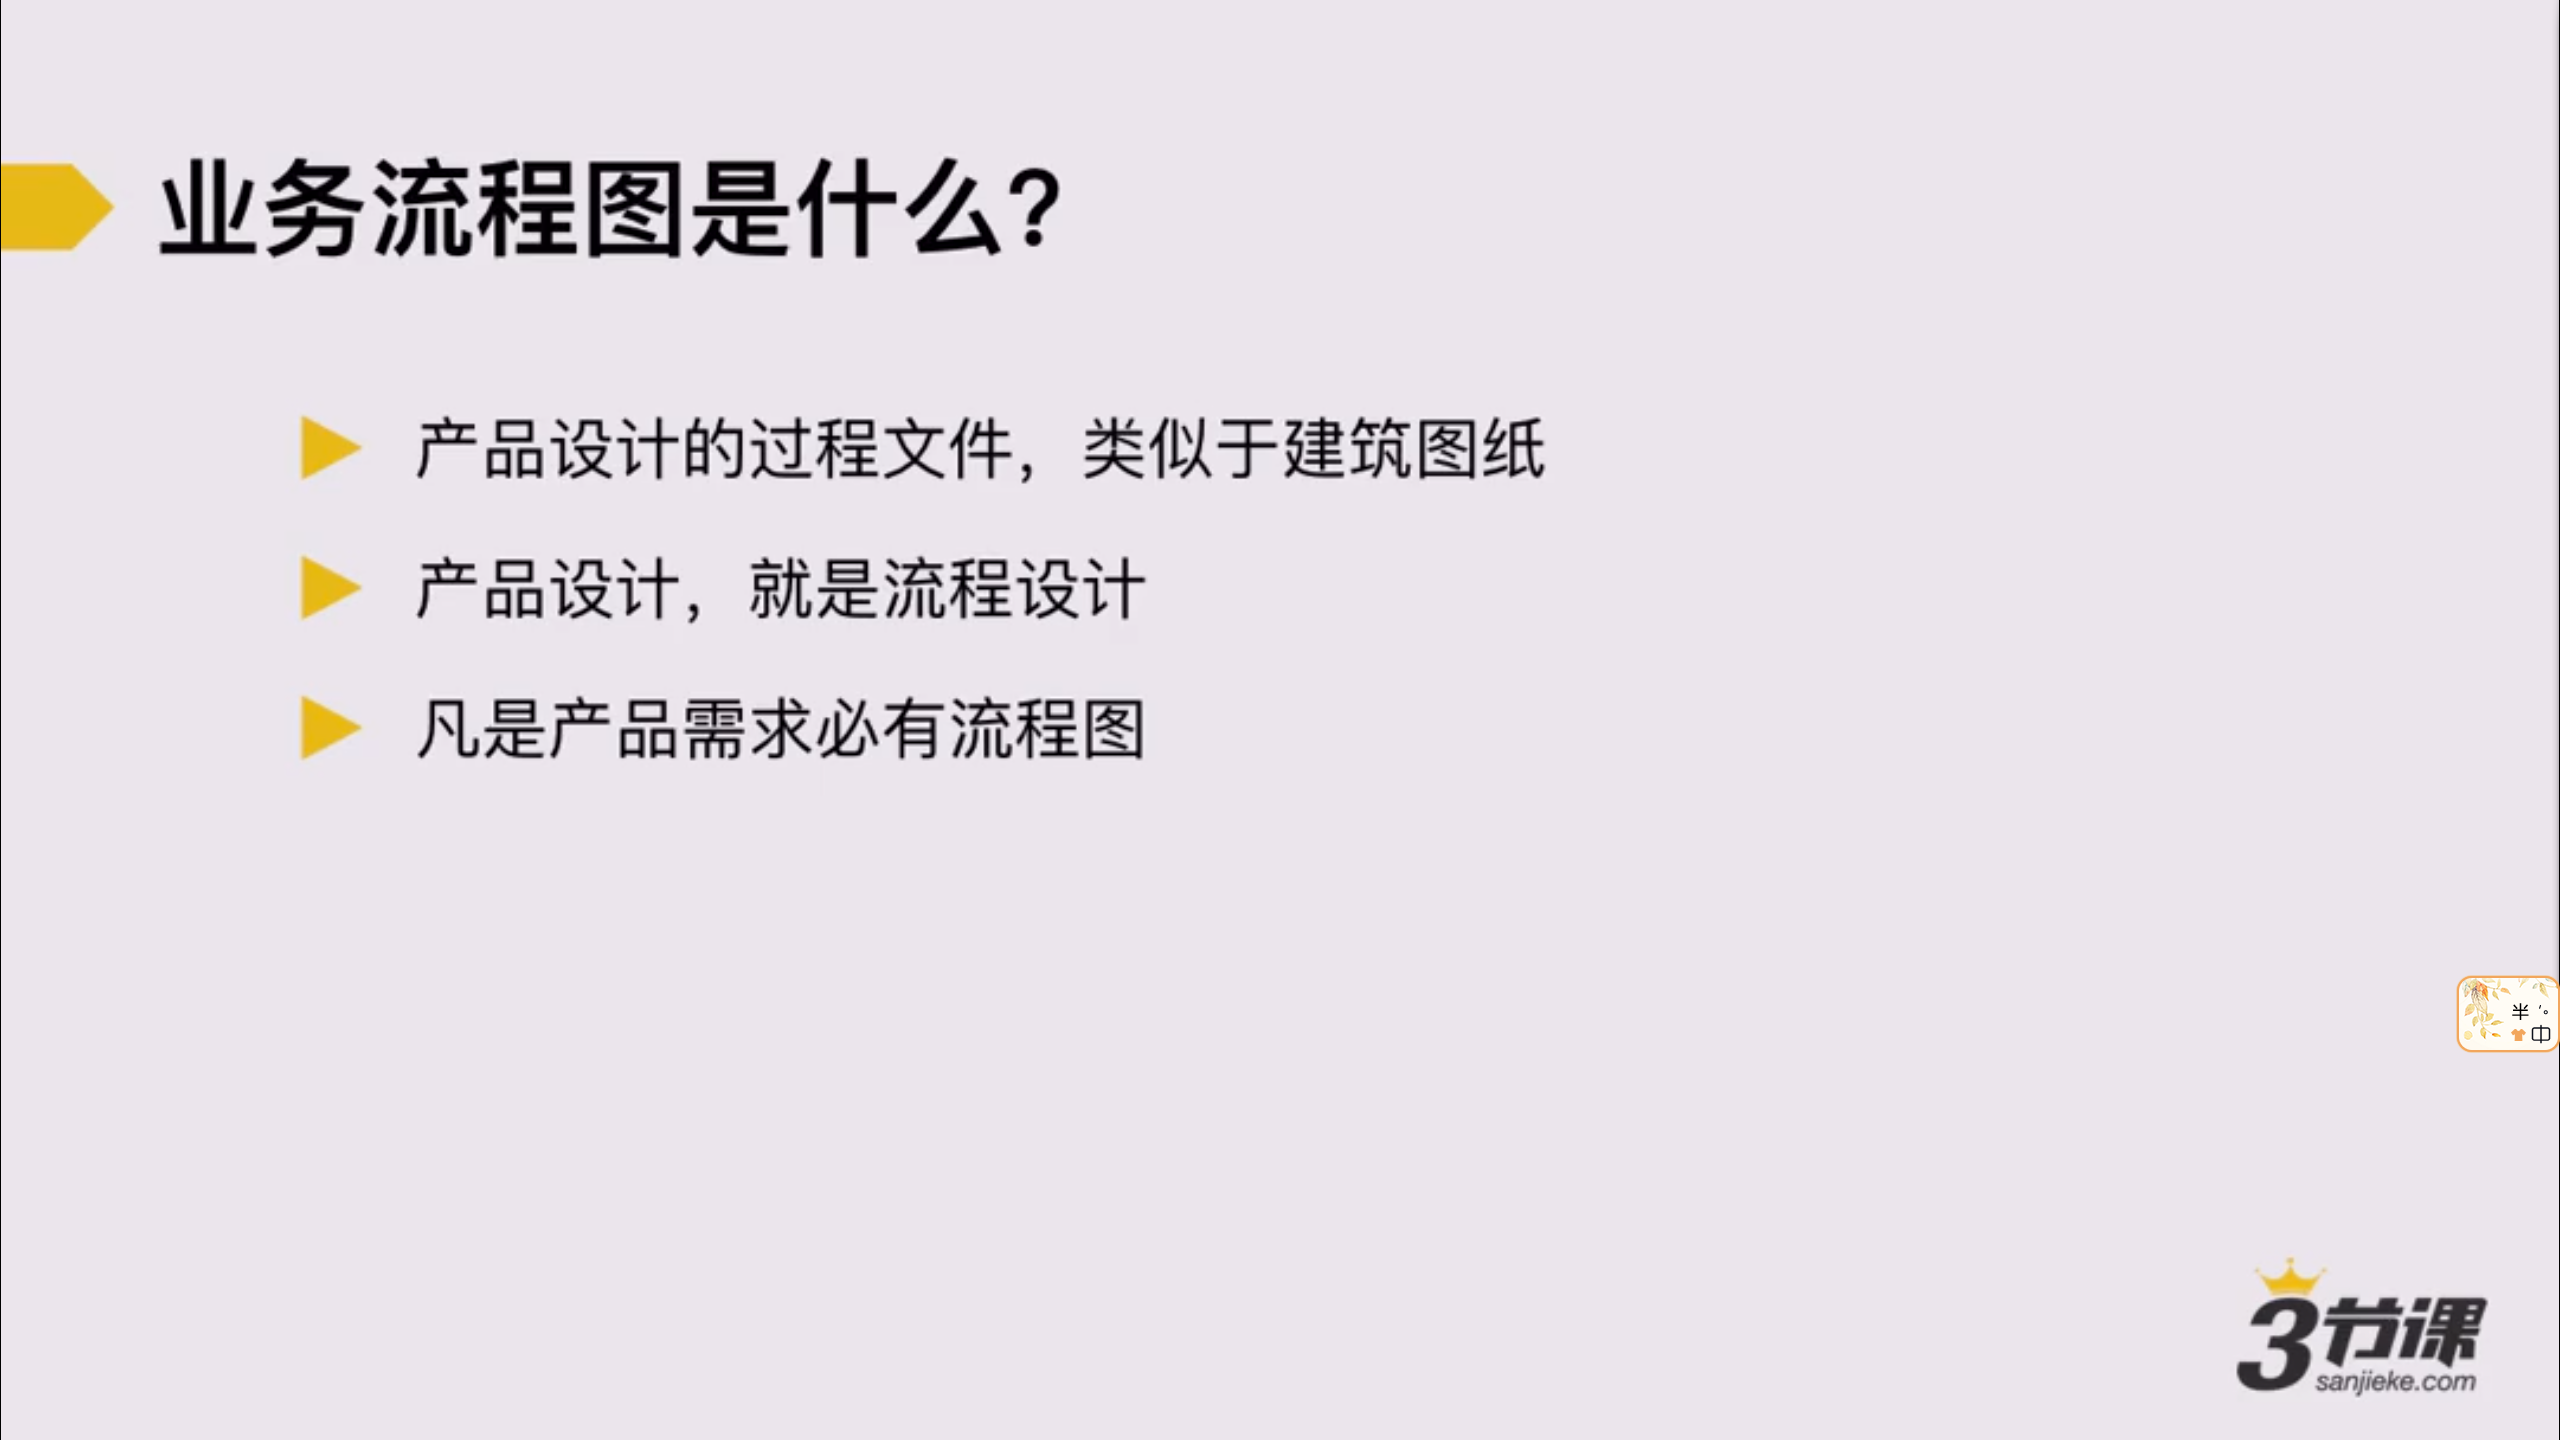 业务流程图是什么?
产品设计的过程文件，类似于建筑图纸
产品设计，就是流程设计
凡是产品需求必有流程图
半 ′。
中
3节课
sanjieke.com